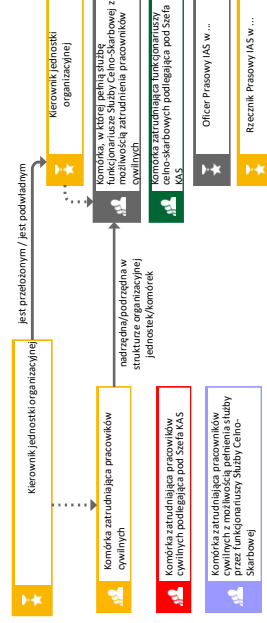 Kierownik jednostki organizacyjnej
jest przełożonym / jest podwładnym
Kierownik jednostki
organizacyjnej
Komórka zatrudniająca pracowików
cywilnych
nadrzędna/podrzędna w
strukturze organizacyjnej
jednostek/komórek
Komórka, w której pełnią służbę
funkcjonariusze Służby Celno-Skarbowej z
możliwością zatrudnienia pracowników
cywilnych
Komórka zatrudniająca pracowików
cywilnych podlegająca pod Szefa KAS
Komórka zatrudniająca funkcjonariuszy
celno-skarbowych podlegająca pod Szefa
KAS
Komórka zatrudniająca pracowników
cywilnych z możliwością pełnienia służby
przez funkcjonariuszy Służby Celno-
Skarbowej
Oficer Prasowy IAS w ...
Rzecznik Prasowy IAS w ...